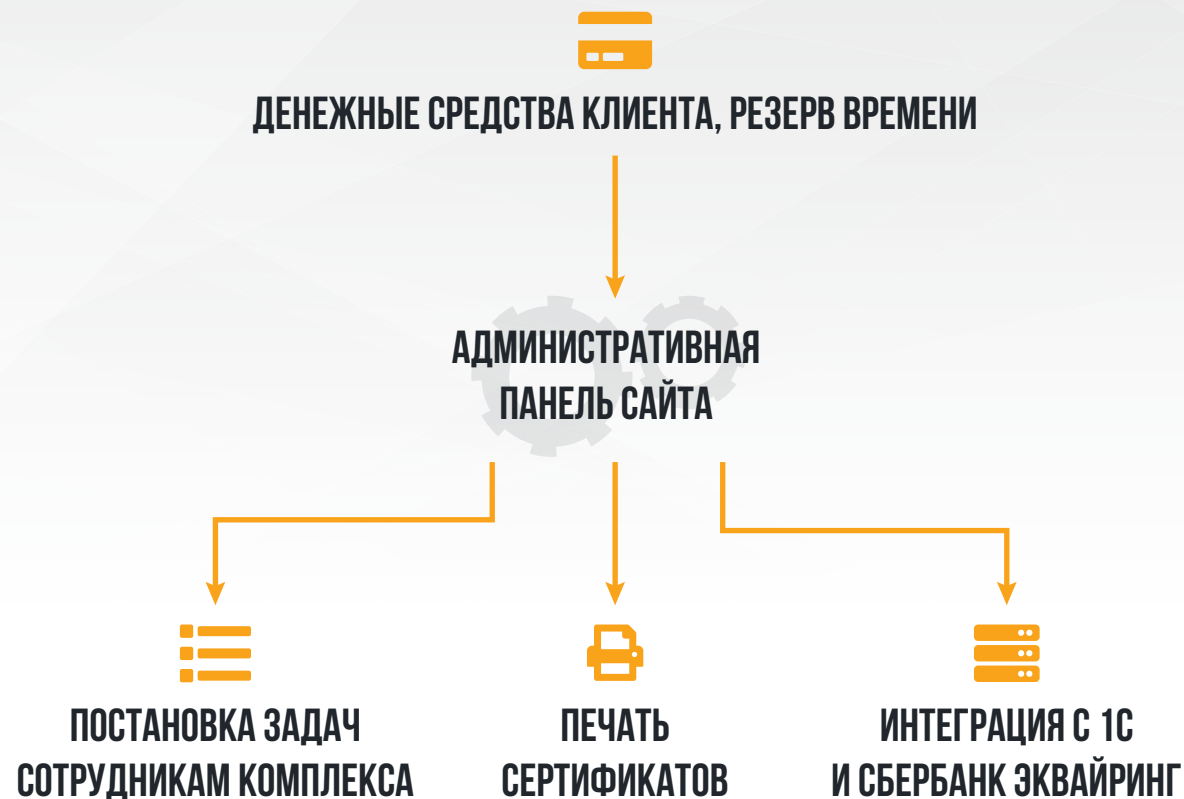 ДЕНЕЖНЫЕ СРЕДСТВА КЛИЕНТА, РЕЗЕРВ ВРЕМЕНИ
АДМИНИСТРАТИВНАЯ
ПАНЕЛЬ САЙТА
ПОСТАНОВКА ЗАДАЧ
СОТРУДНИКАМ КОМПЛЕКСА
ПЕЧАТЬ
СЕРТИФИКАТОВ
ИНТЕГРАЦИЯ С 1С
И СБЕРБАНК ЭКВАЙРИНГ